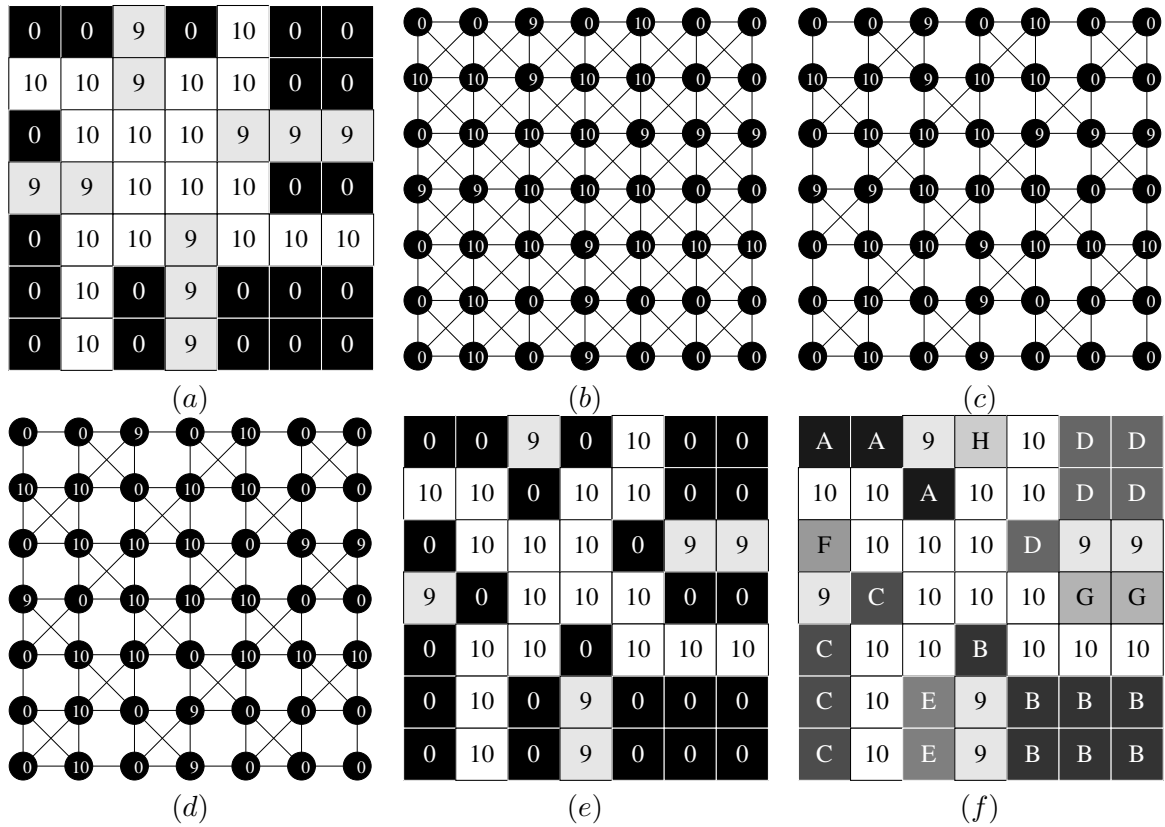 0 0 9 0 10 0 0
10 10 9 10 10 0 0
0 10 10 10 9 9 9
9 9 10 10 10 0 0
0 10 10 9 10 10 10
0 10 0 9 0 0 0
0 10 0 9 0 0 0
(a)
0 0 9 0 10 0 0
10 10 9 10 10 0 0
0 10 10 10 9 9 9
9 9 10 10 10 0 0
0 10 10 9 10 10 10
0 10 0 9 0 0 0
0 10 0 9 0 0 0
(b)
0 0 9 0 10 0 0
10 10 9 10 10 0 0
0 10 10 10 9 9 9
9 9 10 10 10 0 0
0 10 10 9 10 10 10
0 10 0 9 0 0 0
0 10 0 9 0 0 0
(c)
0 0 9 0 10 0 0
10 10 0 10 10 0 0
0 10 10 10 0 9 9
9 0 10 10 10 0 0
0 10 10 0 10 10 10
0 10 0 9 0 0 0
0 10 0 9 0 0 0
(d)
0 0 9 0 10 0 0
10 10 0 10 10 0 0
0 10 10 10 0 9 9
9 0 10 10 10 0 0
0 10 10 0 10 10 10
0 10 0 9 0 0 0
0 10 0 9 0 0 0
(e)
A A 9 H 10 D D
10 10 A 10 10 D D
F 10 10 10 D 9 9
9 C 10 10 10 G G
C 10 10 B 10 10 10
C 10 E 9 B B B
C 10 E 9 B B B
(f)